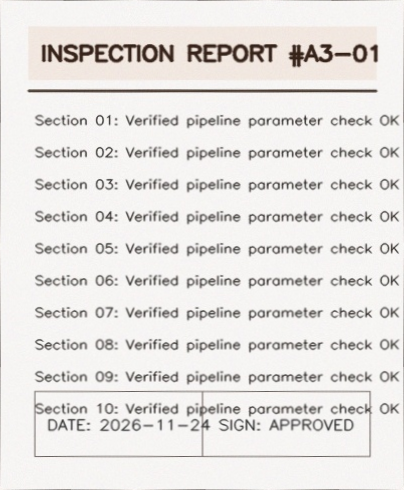 INSPECTION REPORT #A3-01
Section 01: Verified pipeline parameter check OK
Section 02: Verified pipeline parameter check OK
Section 03: Verified pipeline parameter check OK
Section 04: Verified pipeline parameter check OK
Section 05: Verified pipeline parameter check OK
Section 06: Verified pipeline parameter check OK
Section 07: Verified pipeline parameter check OK
Section 08: Verified pipeline parameter check OK
Section 09: Verified pipeline parameter check OK
Section 10: Verified pipeline parameter check OK
DATE: 2026-11-24 SIGN: APPROVED